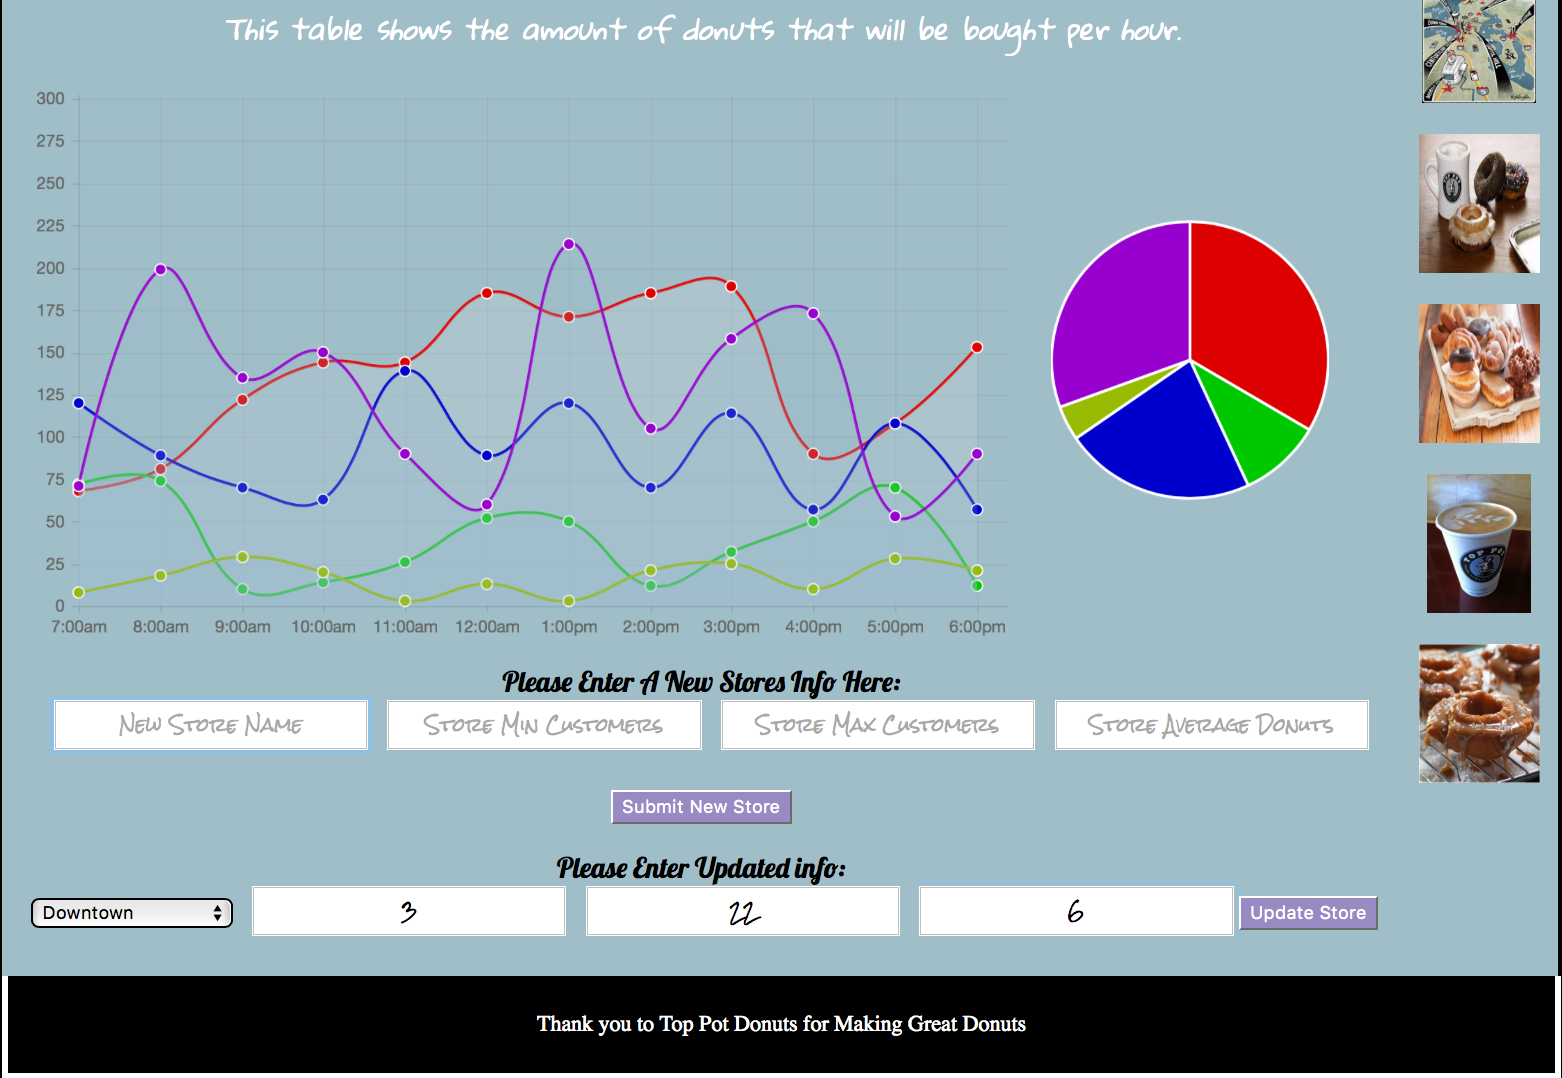 This table shows the amount of donuts that will be bought per hour.
300
275
250
225
200
175
150
125
100
75
50
25
0
7:00am 8:00am 9:00am 10:00am 11:00am 12:00am 1:00pm 2:00pm 3:00pm 4:00pm 5:00pm 6:00pm
TOP POT
Please Enter A New Stores Info Here:
New Store Name Store Min Customers Store Max Customers Store Average Donuts
Submit New Store
Please Enter Updated info:
Downtown 3 22 6 Update Store
Thank you to Top Pot Donuts for Making Great Donuts